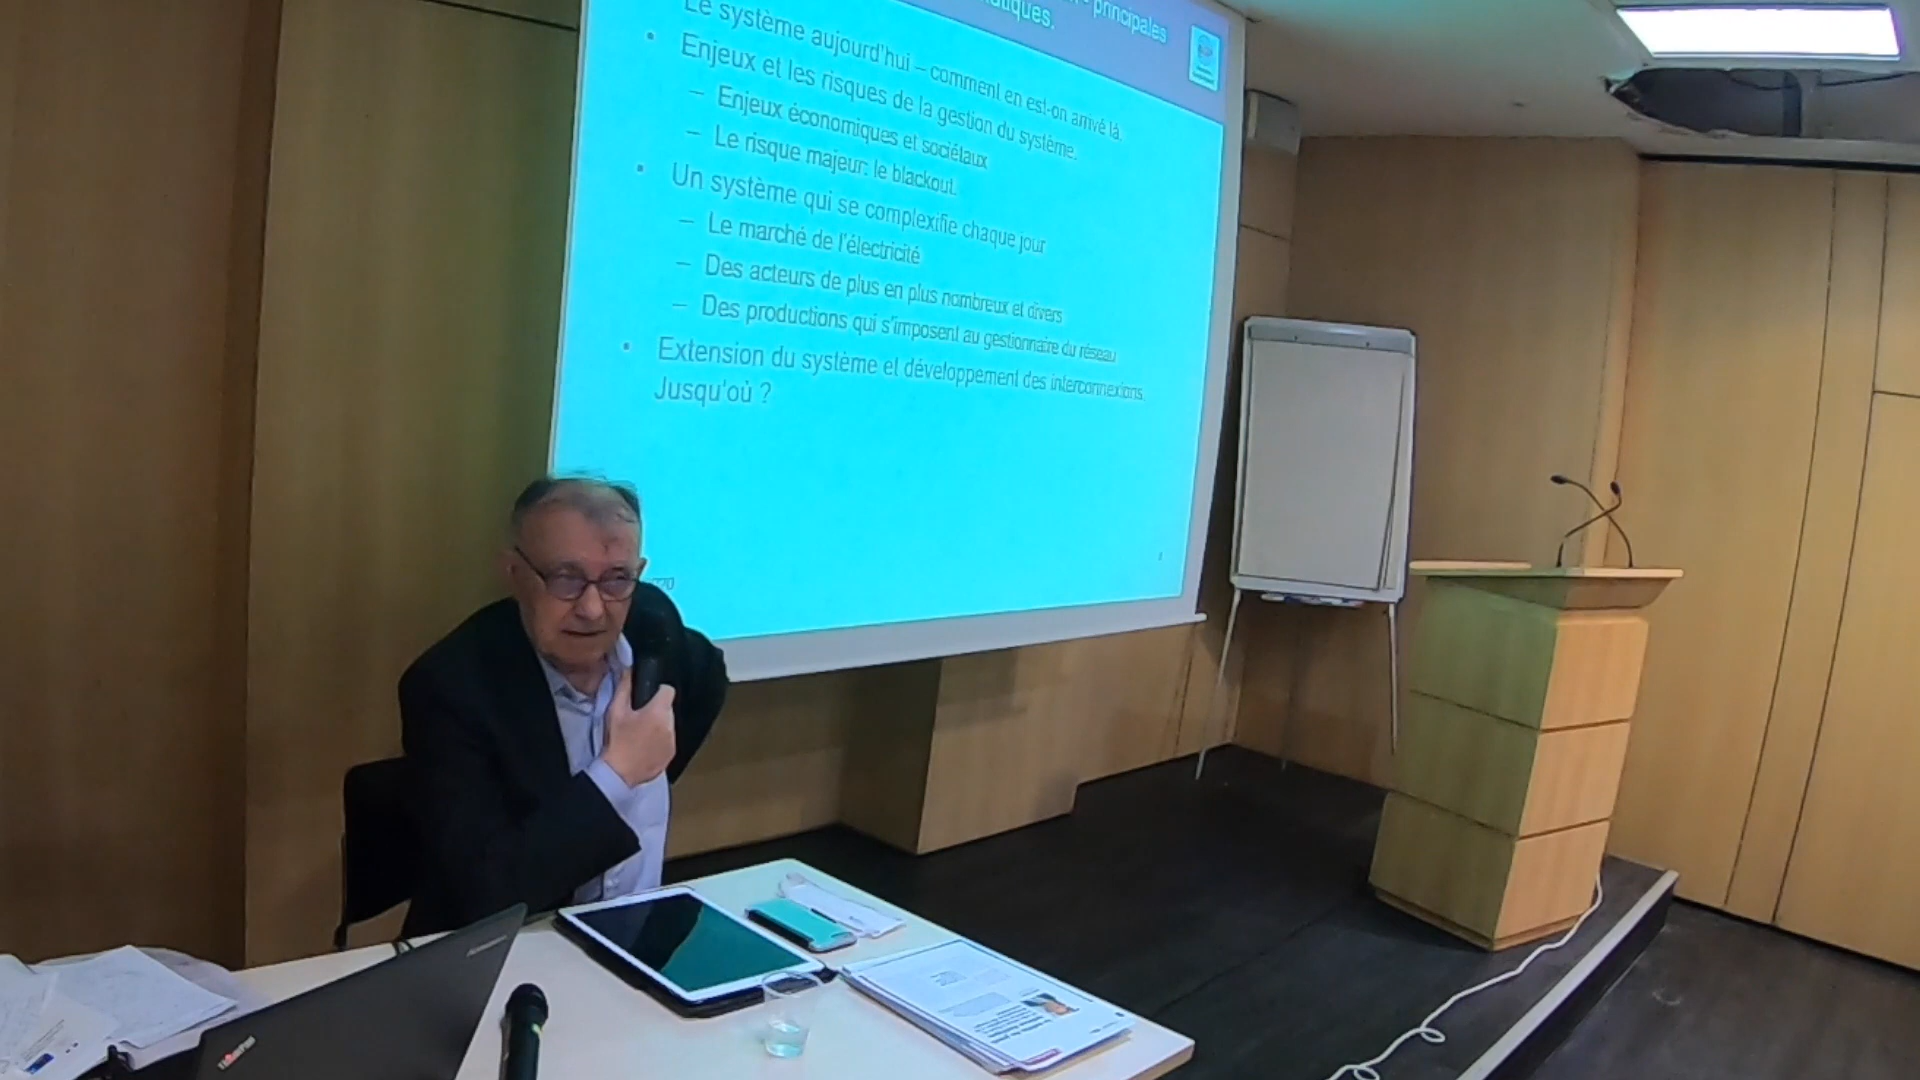 - principales
tiques.
Le système aujourd'hui – comment en est-on arrivé là.
• Enjeux et les risques de la gestion du système.
– Enjeux économiques et sociétaux
– Le risque majeur: le blackout.
• Un système qui se complexifie chaque jour
– Le marché de l'électricité
– Des acteurs de plus en plus nombreux et divers
– Des productions qui s'imposent au gestionnaire du réseau
• Extension du système et développement des interconnexions.
Jusqu'où ?